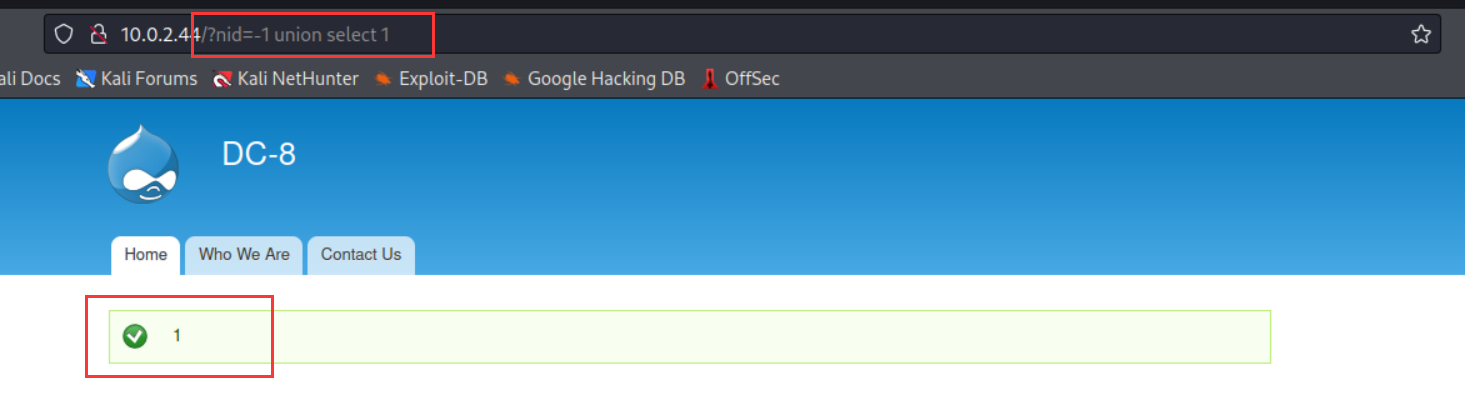 10.0.2.44/?nid=-1 union select 1
ali Docs Kali Forums Kali NetHunter Exploit-DB Google Hacking DB OffSec
DC-8
Home Who We Are Contact Us
1